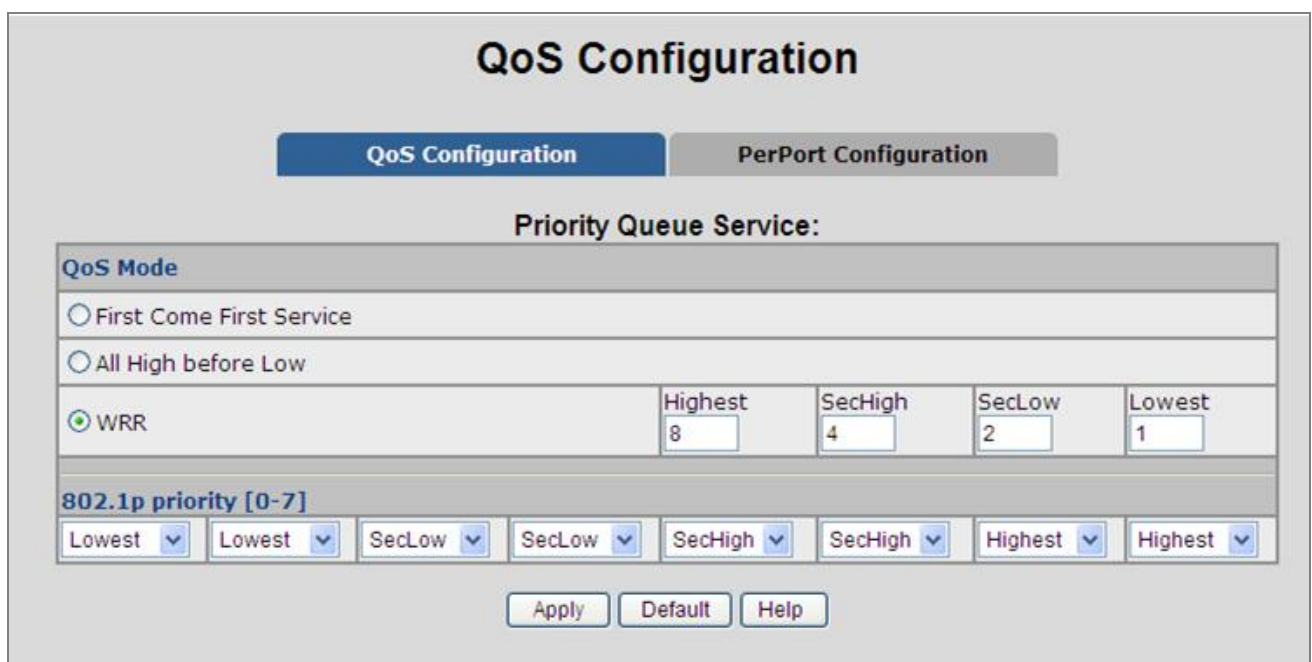 QoS Configuration
QoS Configuration PerPort Configuration
Priority Queue Service:
QoS Mode
First Come First Service
All High before Low
WRR
Highest SecHigh SecLow Lowest
8 4 2 1
802.1p priority [0-7]
Lowest Lowest SecLow SecLow SecHigh SecHigh Highest Highest
Apply Default Help